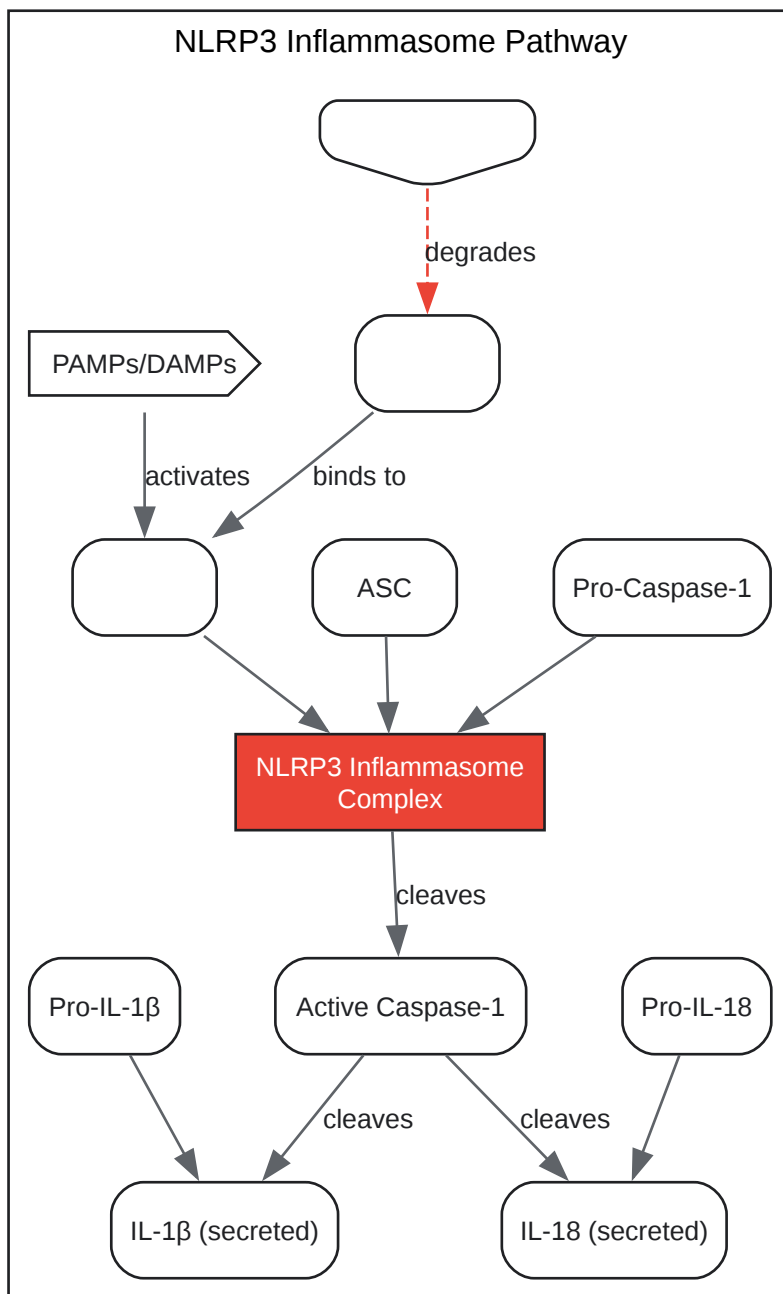 NLRP3 Inflammasome Pathway
degrades
PAMPs/DAMPs
activates
binds to
ASC
Pro-Caspase-1
NLRP3 Inflammasome
Complex
cleaves
Pro-IL-1β
Active Caspase-1
Pro-IL-18
cleaves
cleaves
IL-1β (secreted)
IL-18 (secreted)